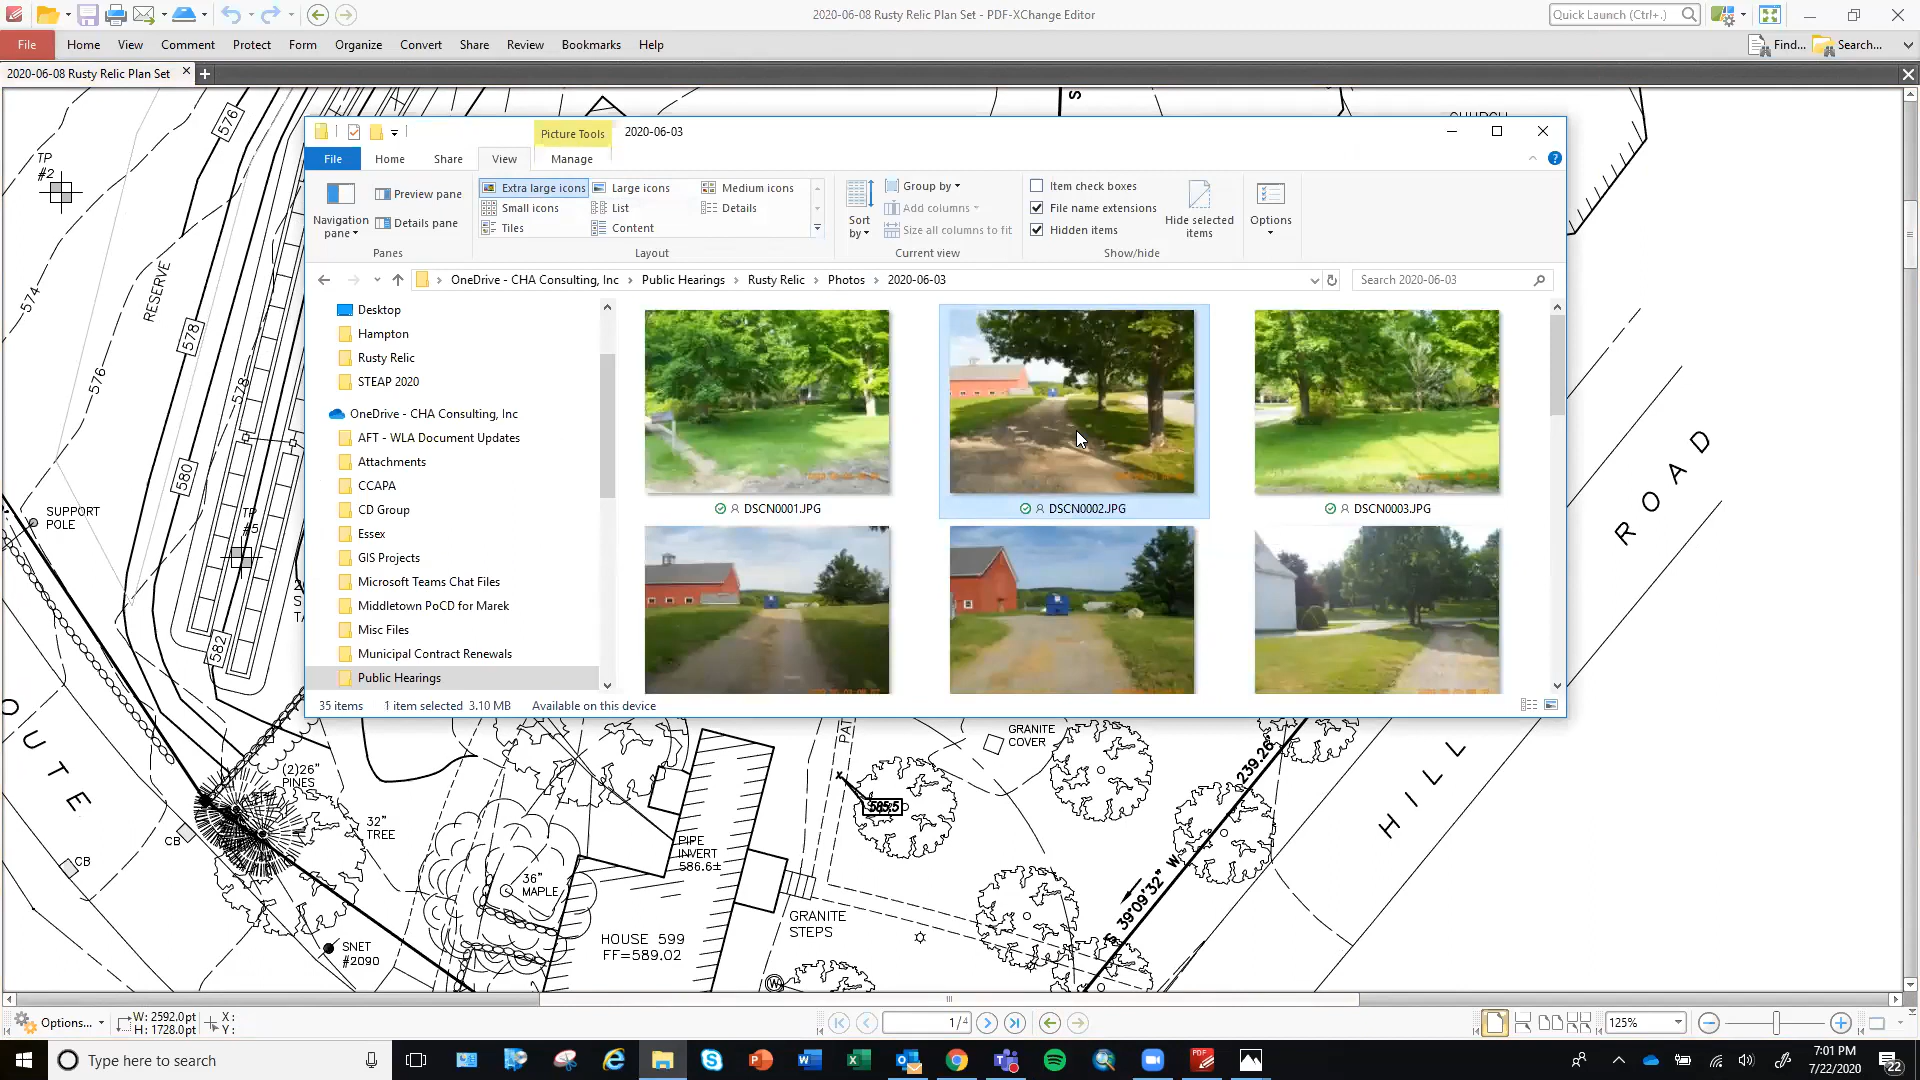 2020-06-08 Rusty Relic Plan Set - PDF-XChange Editor
Quick Launch (Ctrl+.)
File Home View Comment Protect Form Organize Convert Share Review Bookmarks Help
Find... Search...
2020-06-08 Rusty Relic Plan Set
Picture Tools 2020-06-03
File Home Share View Manage
Navigation pane
Preview pane
Details pane
Panes
Extra large icons Large icons Medium icons
Small icons List Details
Tiles Content
Layout
Sort by
Group by
Add columns
Size all columns to fit
Current view
Item check boxes
File name extensions
Hidden items
Hide selected items
Show/hide
Options
OneDrive - CHA Consulting, Inc Public Hearings Rusty Relic Photos 2020-06-03
Search 2020-06-03
Desktop
Hampton
Rusty Relic
STEAP 2020
OneDrive - CHA Consulting, Inc
AFT - WLA Document Updates
Attachments
CCAPA
CD Group
Essex
GIS Projects
Microsoft Teams Chat Files
Middletown PoCD for Marek
Misc Files
Municipal Contract Renewals
Public Hearings
DSCN0001.JPG
DSCN0002.JPG
DSCN0003.JPG
35 items 1 item selected 3.10 MB Available on this device
576
TP
#2
574
RESERVE
578
576
578
580
TP
#5
SUPPORT
POLE
582
OUTE
(2)26"
PINES
32"
TREE
CB
CB
SNET
#2090
36"
MAPLE
PIPE
INVERT
586.6±
HOUSE 599
FF=589.02
GRANITE
STEPS
GRANITE
COVER
585.5
W
239.26'
S 39°09'32" W
HILL
ROAD
S
Options...
W: 2592.0pt
H: 1728.0pt
X:
Y:
1/4
125%
Type here to search
7:01 PM
7/22/2020
22